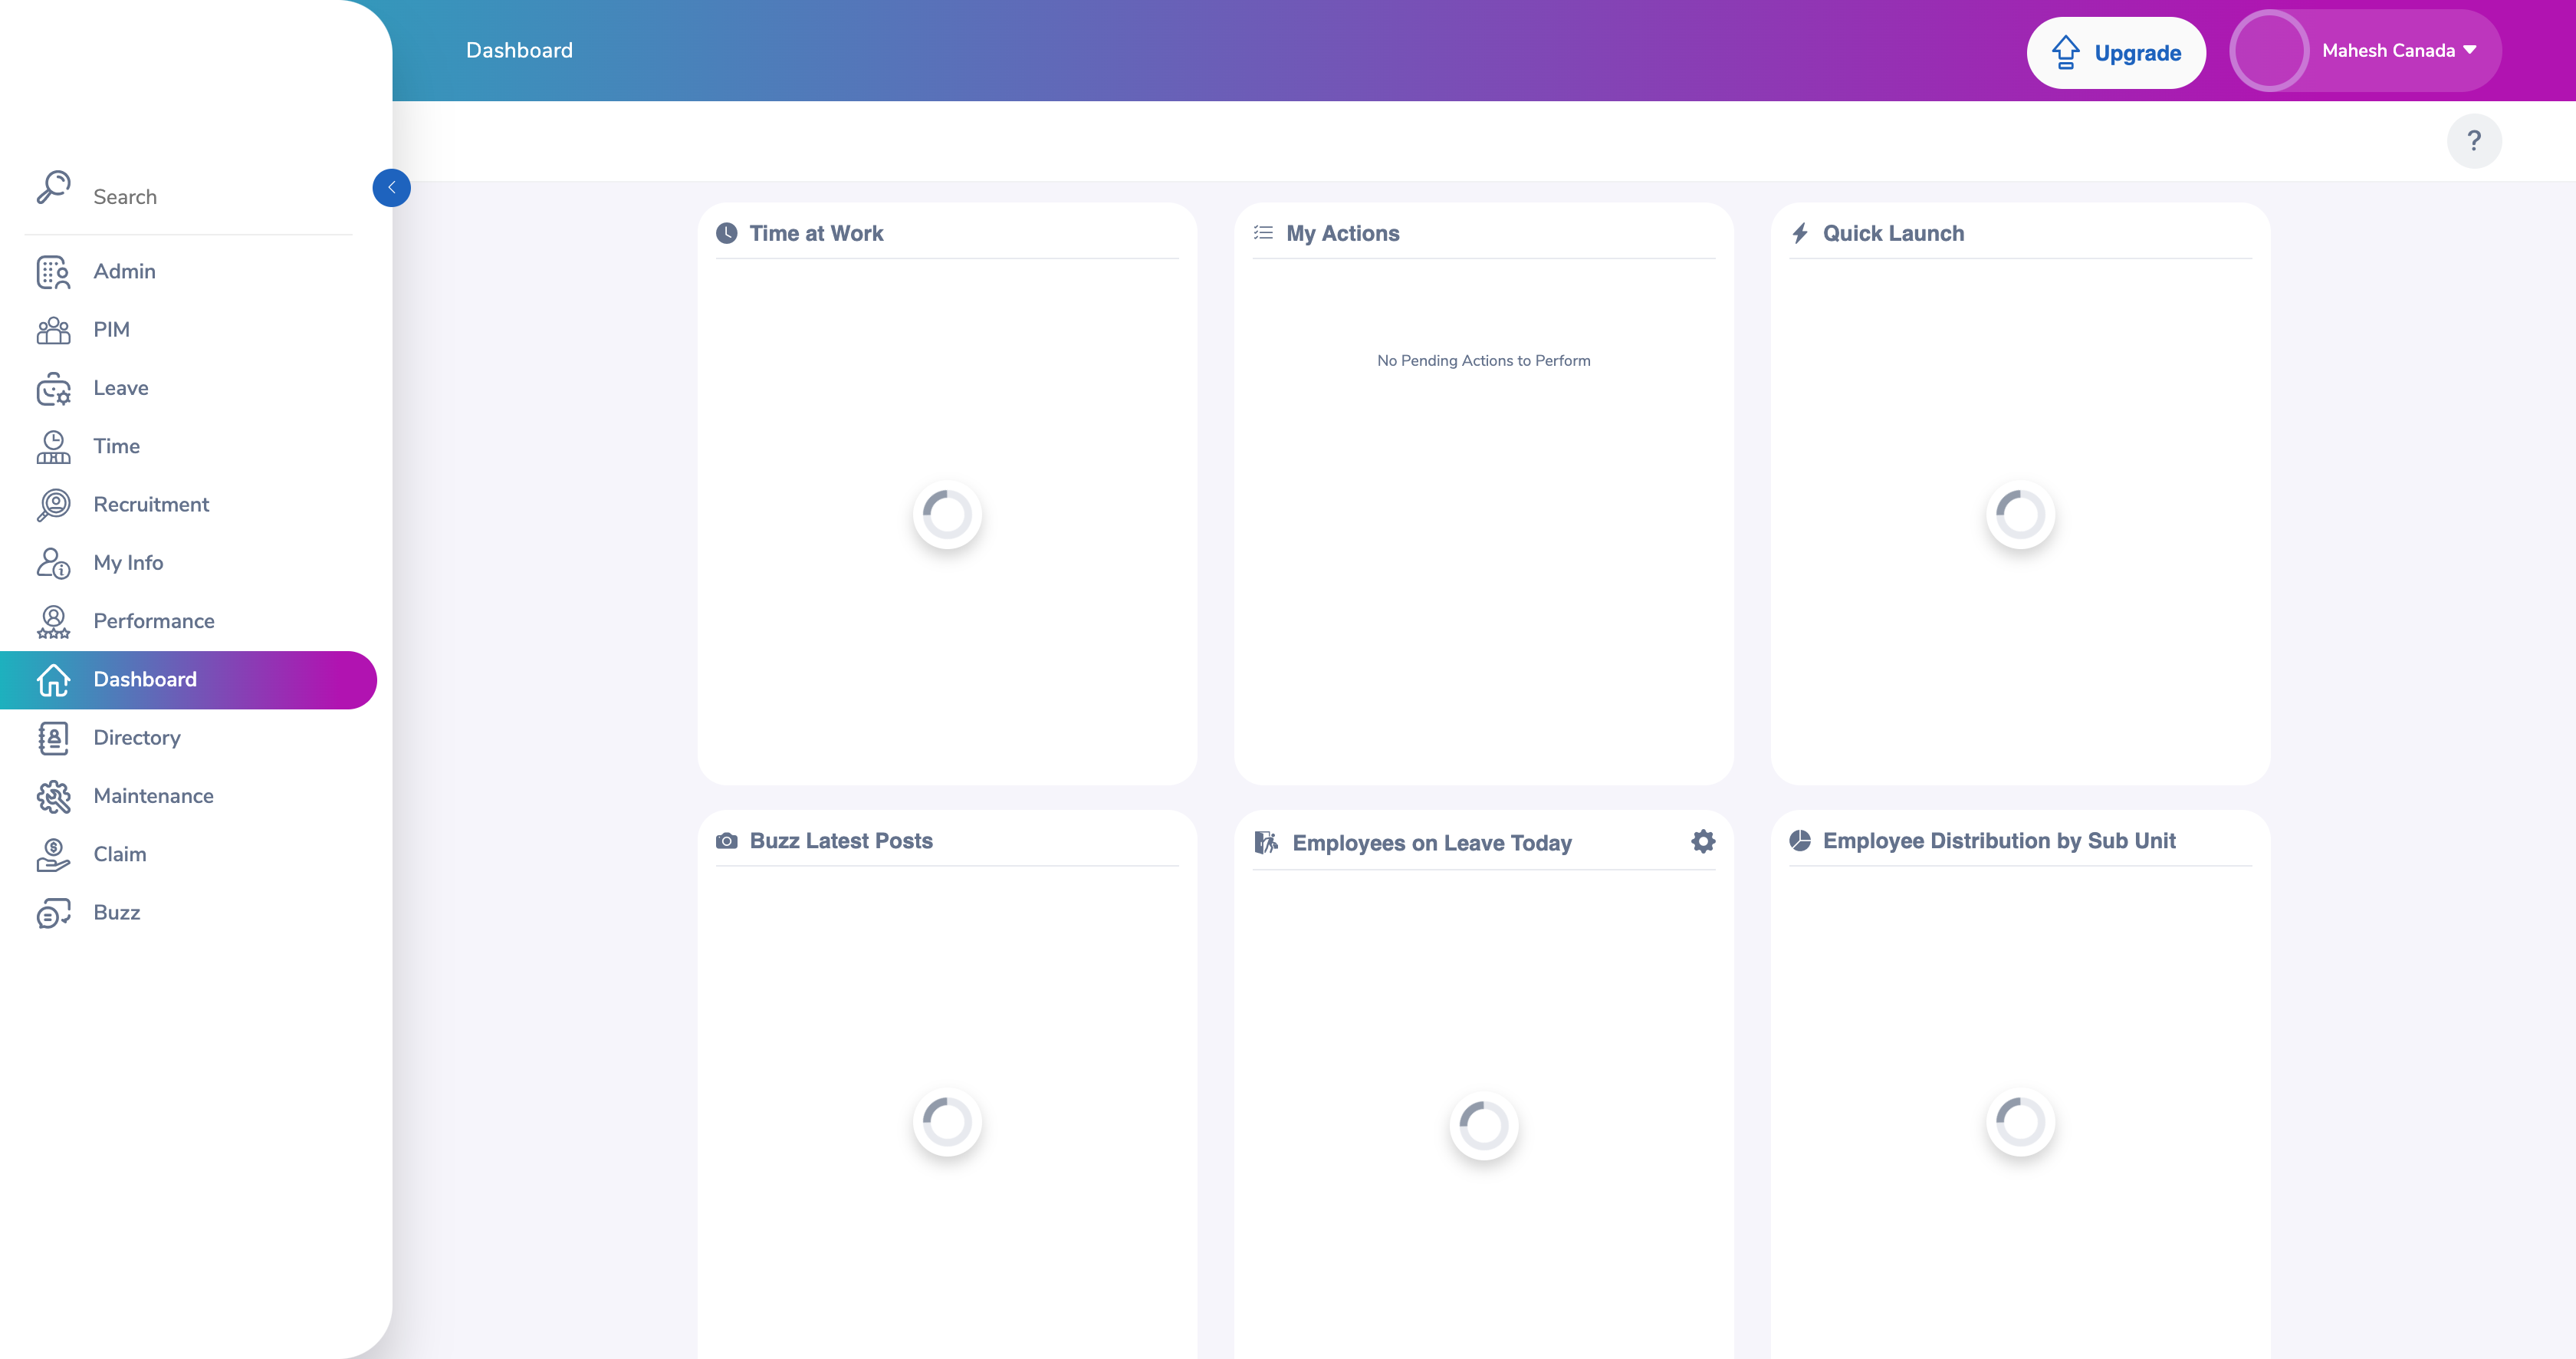 Dashboard
Upgrade
Mahesh Canada
?
Search
Admin
PIM
Leave
Time
Recruitment
My Info
Performance
Dashboard
Directory
Maintenance
Claim
Buzz
Time at Work
My Actions
No Pending Actions to Perform
Quick Launch
Buzz Latest Posts
Employees on Leave Today
Employee Distribution by Sub Unit